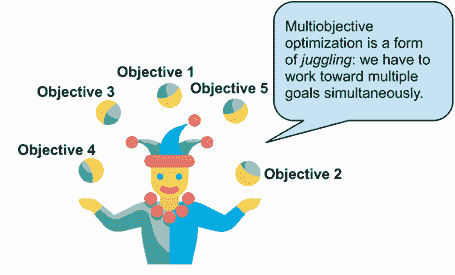 Multiobjective
optimization is a form
of juggling: we have to
work toward multiple
goals simultaneously.
Objective 1
Objective 3
Objective 5
Objective 4
Objective 2